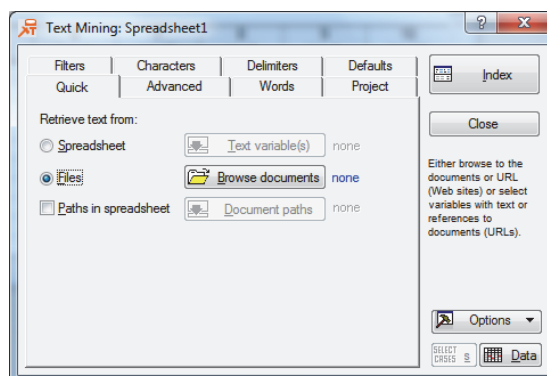 Text Mining: Spreadsheet1
Filters Characters Delimiters Defaults
Quick Advanced Words Project
Retrieve text from:
Spreadsheet Text variable(s) none
Files Browse documents none
Paths in spreadsheet Document paths none
Index
Close
Either browse to the
documents or URL
(Web sites) or select
variables with text or
references to
documents (URLs).
Options
SELECT
CASES S Data